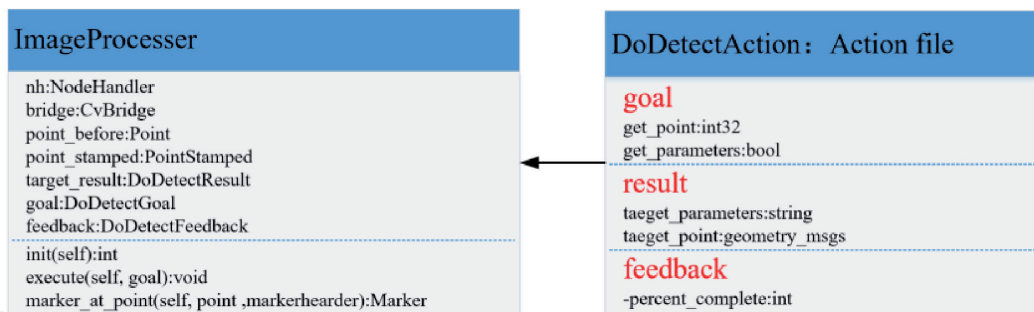 ImageProcesser
nh:NodeHandler
bridge:CvBridge
point_before:Point
point_stamped:PointStamped
target_result:DoDetectResult
goal:DoDetectGoal
feedback:DoDetectFeedback
init(self):int
execute(self, goal):void
marker_at_point(self, point ,markerhearder):Marker
DoDetectAction：Action file
goal
get_point:int32
get_parameters:bool
result
taeget_parameters:string
taeget_point:geometry_msgs
feedback
-percent_complete:int